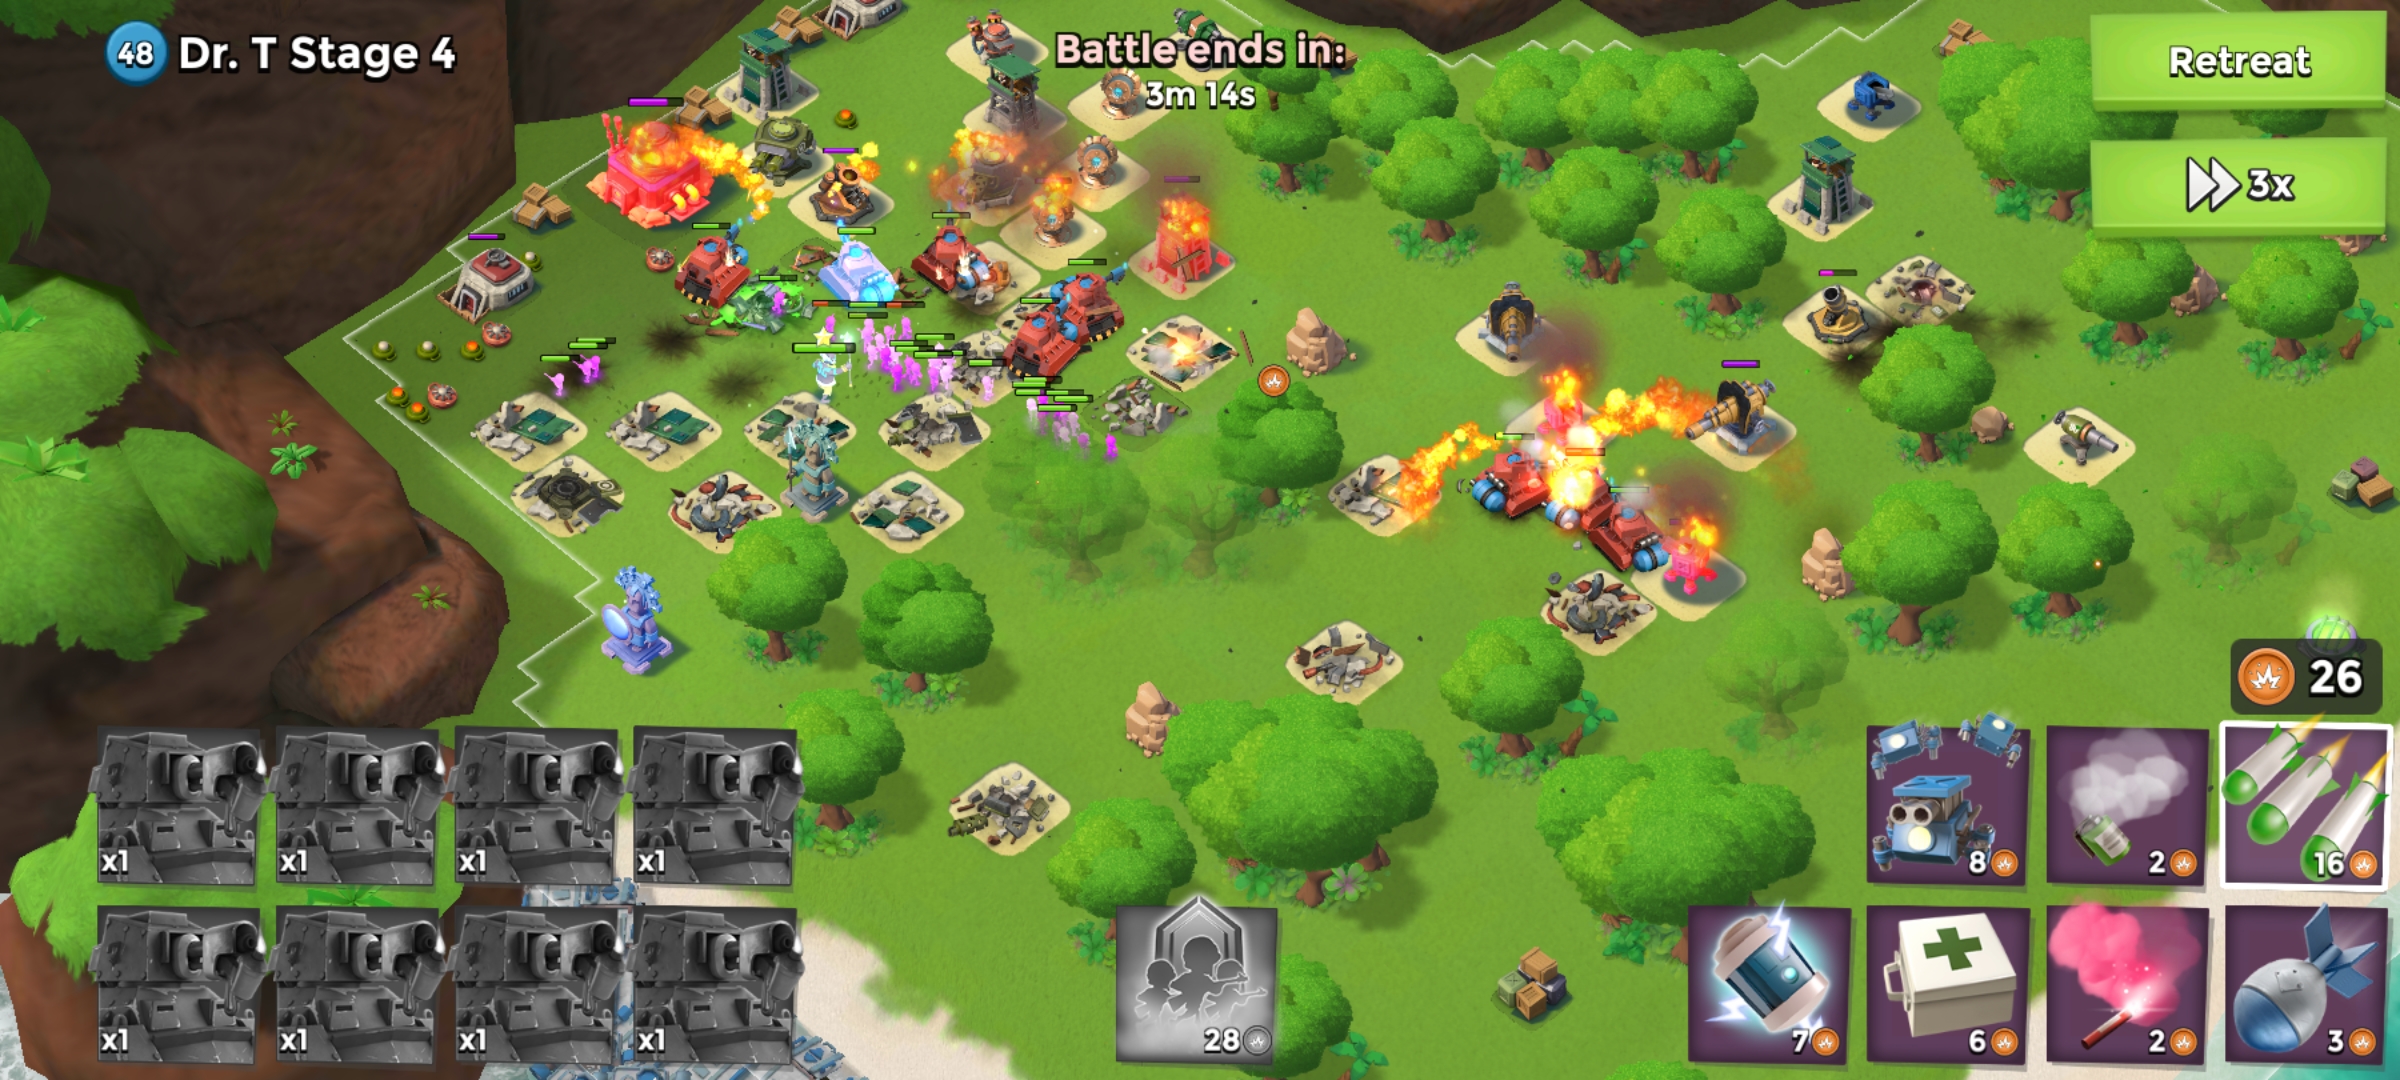 48 Dr. T Stage 4
Battle ends in:
3m 14s
Retreat
3x
26
8
2
16
x1
x1
x1
x1
7
6
2
3
28
x1
x1
x1
x1